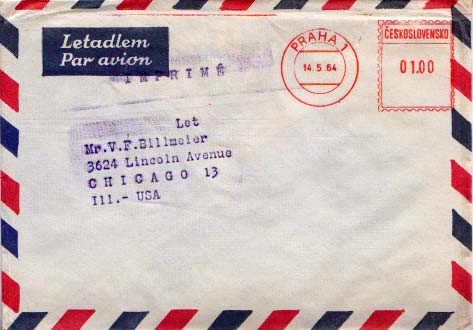 Letadlem
Par avion
IMPRIMÉ
PRAHA 1
14.5.64
ČESKOSLOVENSKO
01.00
Let
Mr.V.F.Billmeier
3624 Lincoln Avenue
CHICAGO 13
Ill.- USA